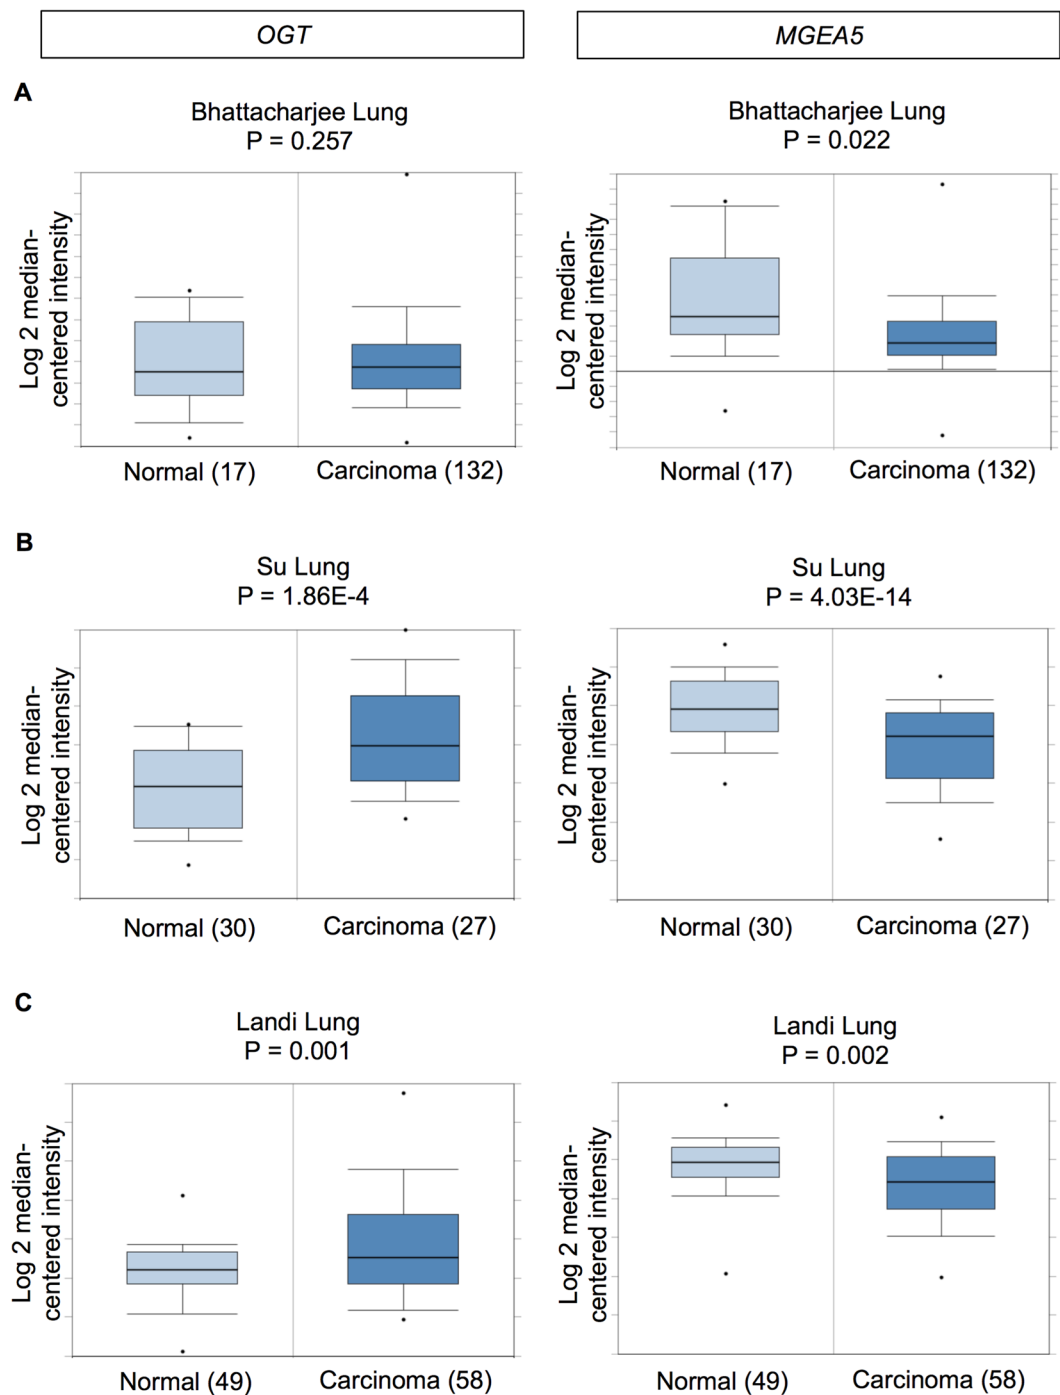 OGT
MGEA5
A
Bhattacharjee Lung
P = 0.257
Log 2 median-
centered intensity
Normal (17)
Carcinoma (132)
Bhattacharjee Lung
P = 0.022
Log 2 median-
centered intensity
Normal (17)
Carcinoma (132)
B
Su Lung
P = 1.86E-4
Log 2 median-
centered intensity
Normal (30)
Carcinoma (27)
Su Lung
P = 4.03E-14
Log 2 median-
centered intensity
Normal (30)
Carcinoma (27)
C
Landi Lung
P = 0.001
Log 2 median-
centered intensity
Normal (49)
Carcinoma (58)
Landi Lung
P = 0.002
Log 2 median-
centered intensity
Normal (49)
Carcinoma (58)